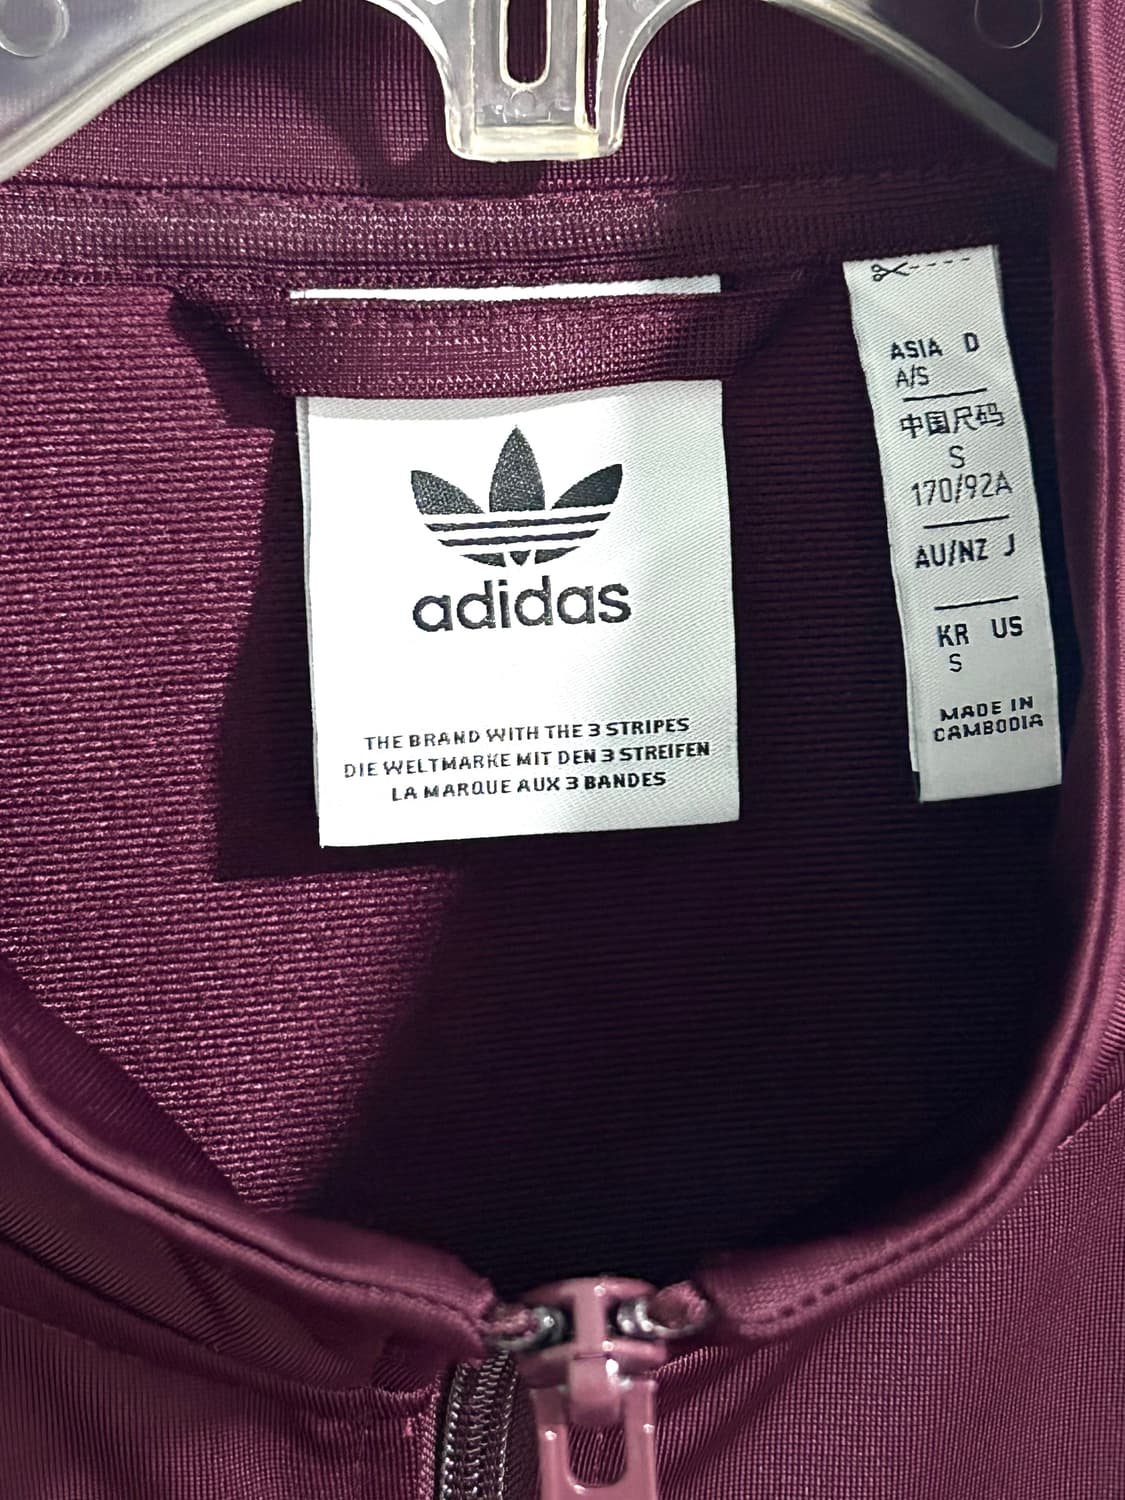 adidas
THE BRAND WITH THE 3 STRIPES
DIE WELTMARKE MIT DEN 3 STREIFEN
LA MARQUE AUX 3 BANDES
ASIA D
A/S
中国尺码
S
170/92A
AU/NZ J
KR US
S
MADE IN
CAMBODIA